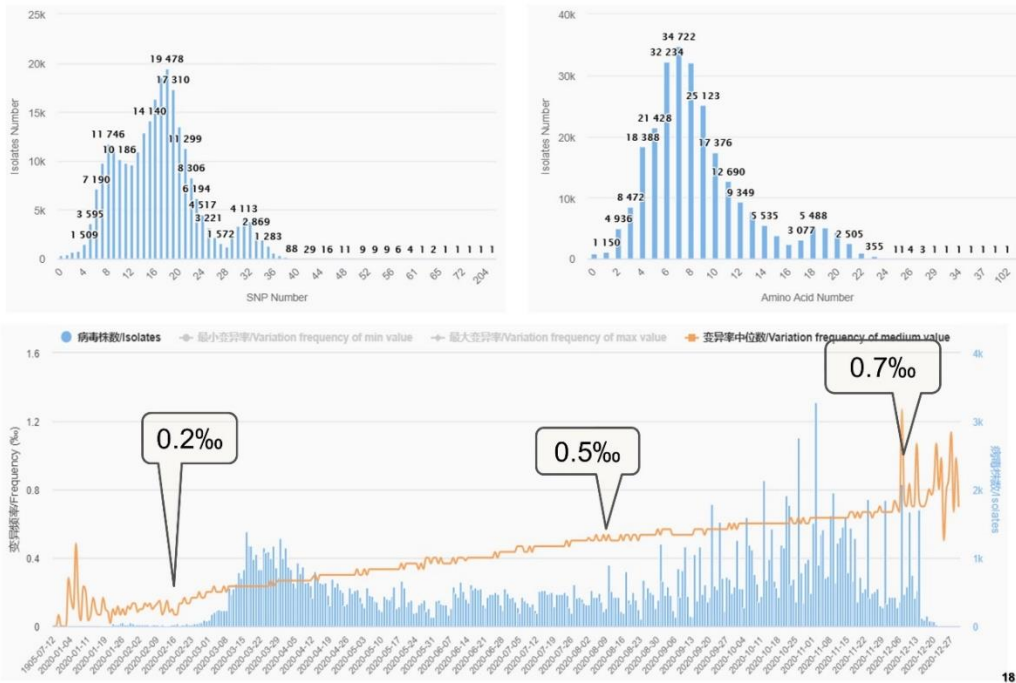 25k
20k
15k
10k
5k
0
Isolates Number
19 478
17 310
14 140
11 746
11 299
10 186
8 306
7 190
6 194
4 517
4 113
3 595
3 221
2 869
1 509
1 572
1 283
88 29 16 11 9 9 9 6 4 1 2 1 1 1 1
0 4 8 12 16 20 24 28 32 36 40 44 48 52 56 61 65 72 204
SNP Number
40k
30k
20k
10k
0
Isolates Number
34 722
32 234
25 123
21 428
18 388
17 376
12 690
9 349
8 472
5 535
5 488
4 936
3 077
2 505
1 150
355
11 4 3 1 1 1 1 1 1 1
0 2 4 6 8 10 12 14 16 18 20 22 24 26 29 34 37 102
Amino Acid Number
病毒株数/Isolates 最小变异率/Variation frequency of min value 最大变异率/Variation frequency of max value 变异率中位数/Variation frequency of medium value
1.6
1.2
0.8
0.4
0
变异频率/Frequency (‰)
4k
3k
2k
1k
0
病毒株数/Isolates
0.2‰
0.5‰
0.7‰
1905-07-12 2020-01-04 2020-01-11 2020-01-19 2020-01-26 2020-02-02 2020-02-09 2020-02-16 2020-02-23 2020-03-01 2020-03-08 2020-03-15 2020-03-22 2020-03-29 2020-04-05 2020-04-12 2020-04-19 2020-04-26 2020-05-03 2020-05-10 2020-05-17 2020-05-24 2020-05-31 2020-06-07 2020-06-14 2020-06-21 2020-06-28 2020-07-05 2020-07-12 2020-07-19 2020-07-26 2020-08-02 2020-08-09 2020-08-16 2020-08-23 2020-08-30 2020-09-06 2020-09-13 2020-09-20 2020-09-27 2020-10-04 2020-10-11 2020-10-18 2020-10-25 2020-11-01 2020-11-08 2020-11-15 2020-11-22 2020-11-29 2020-12-06 2020-12-13 2020-12-20 2020-12-27
18